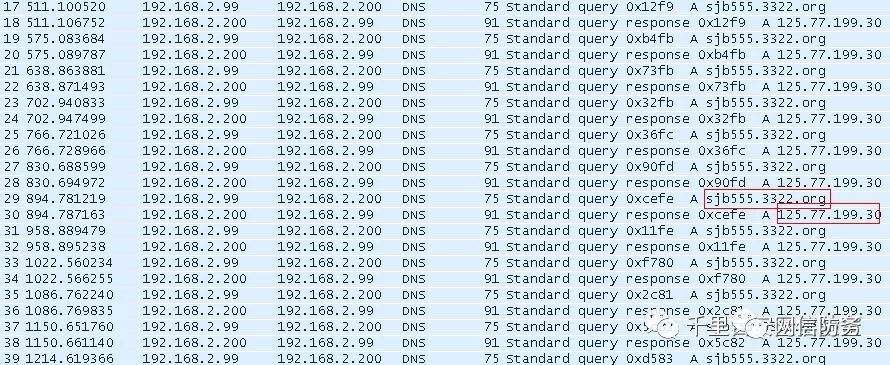 17 511.100520 192.168.2.99 192.168.2.200 DNS 75 Standard query 0x12f9 A sjb555.3322.org
18 511.106752 192.168.2.200 192.168.2.99 DNS 91 Standard query response 0x12f9 A 125.77.199.30
19 575.083684 192.168.2.99 192.168.2.200 DNS 75 Standard query 0xb4fb A sjb555.3322.org
20 575.089787 192.168.2.200 192.168.2.99 DNS 91 Standard query response 0xb4fb A 125.77.199.30
21 638.863881 192.168.2.99 192.168.2.200 DNS 75 Standard query 0x73fb A sjb555.3322.org
22 638.871493 192.168.2.200 192.168.2.99 DNS 91 Standard query response 0x73fb A 125.77.199.30
23 702.940833 192.168.2.99 192.168.2.200 DNS 75 Standard query 0x32fb A sjb555.3322.org
24 702.947499 192.168.2.200 192.168.2.99 DNS 91 Standard query response 0x32fb A 125.77.199.30
25 766.721026 192.168.2.99 192.168.2.200 DNS 75 Standard query 0x36fc A sjb555.3322.org
26 766.728966 192.168.2.200 192.168.2.99 DNS 91 Standard query response 0x36fc A 125.77.199.30
27 830.688599 192.168.2.99 192.168.2.200 DNS 75 Standard query 0x90fd A sjb555.3322.org
28 830.694972 192.168.2.200 192.168.2.99 DNS 91 Standard query response 0x90fd A 125.77.199.30
29 894.781219 192.168.2.99 192.168.2.200 DNS 75 Standard query 0xcefe A sjb555.3322.org
30 894.787163 192.168.2.200 192.168.2.99 DNS 91 Standard query response 0xcefe A 125.77.199.30
31 958.889479 192.168.2.99 192.168.2.200 DNS 75 Standard query 0x11fe A sjb555.3322.org
32 958.895238 192.168.2.200 192.168.2.99 DNS 91 Standard query response 0x11fe A 125.77.199.30
33 1022.560234 192.168.2.99 192.168.2.200 DNS 75 Standard query 0xf780 A sjb555.3322.org
34 1022.566255 192.168.2.200 192.168.2.99 DNS 91 Standard query response 0xf780 A 125.77.199.30
35 1086.762240 192.168.2.99 192.168.2.200 DNS 75 Standard query 0x2c81 A sjb555.3322.org
36 1086.769835 192.168.2.200 192.168.2.99 DNS 91 Standard query response 0x2c81 A 125.77.199.30
37 1150.651760 192.168.2.99 192.168.2.200 DNS 75 Standard query
38 1150.661140 192.168.2.200 192.168.2.99 DNS 91 Standard query response 0x5c82 A 125.77.199.30
39 1214.619366 192.168.2.99 192.168.2.200 DNS 75 Standard query 0xd583 A sjb555.3322.org
千里 网信防务